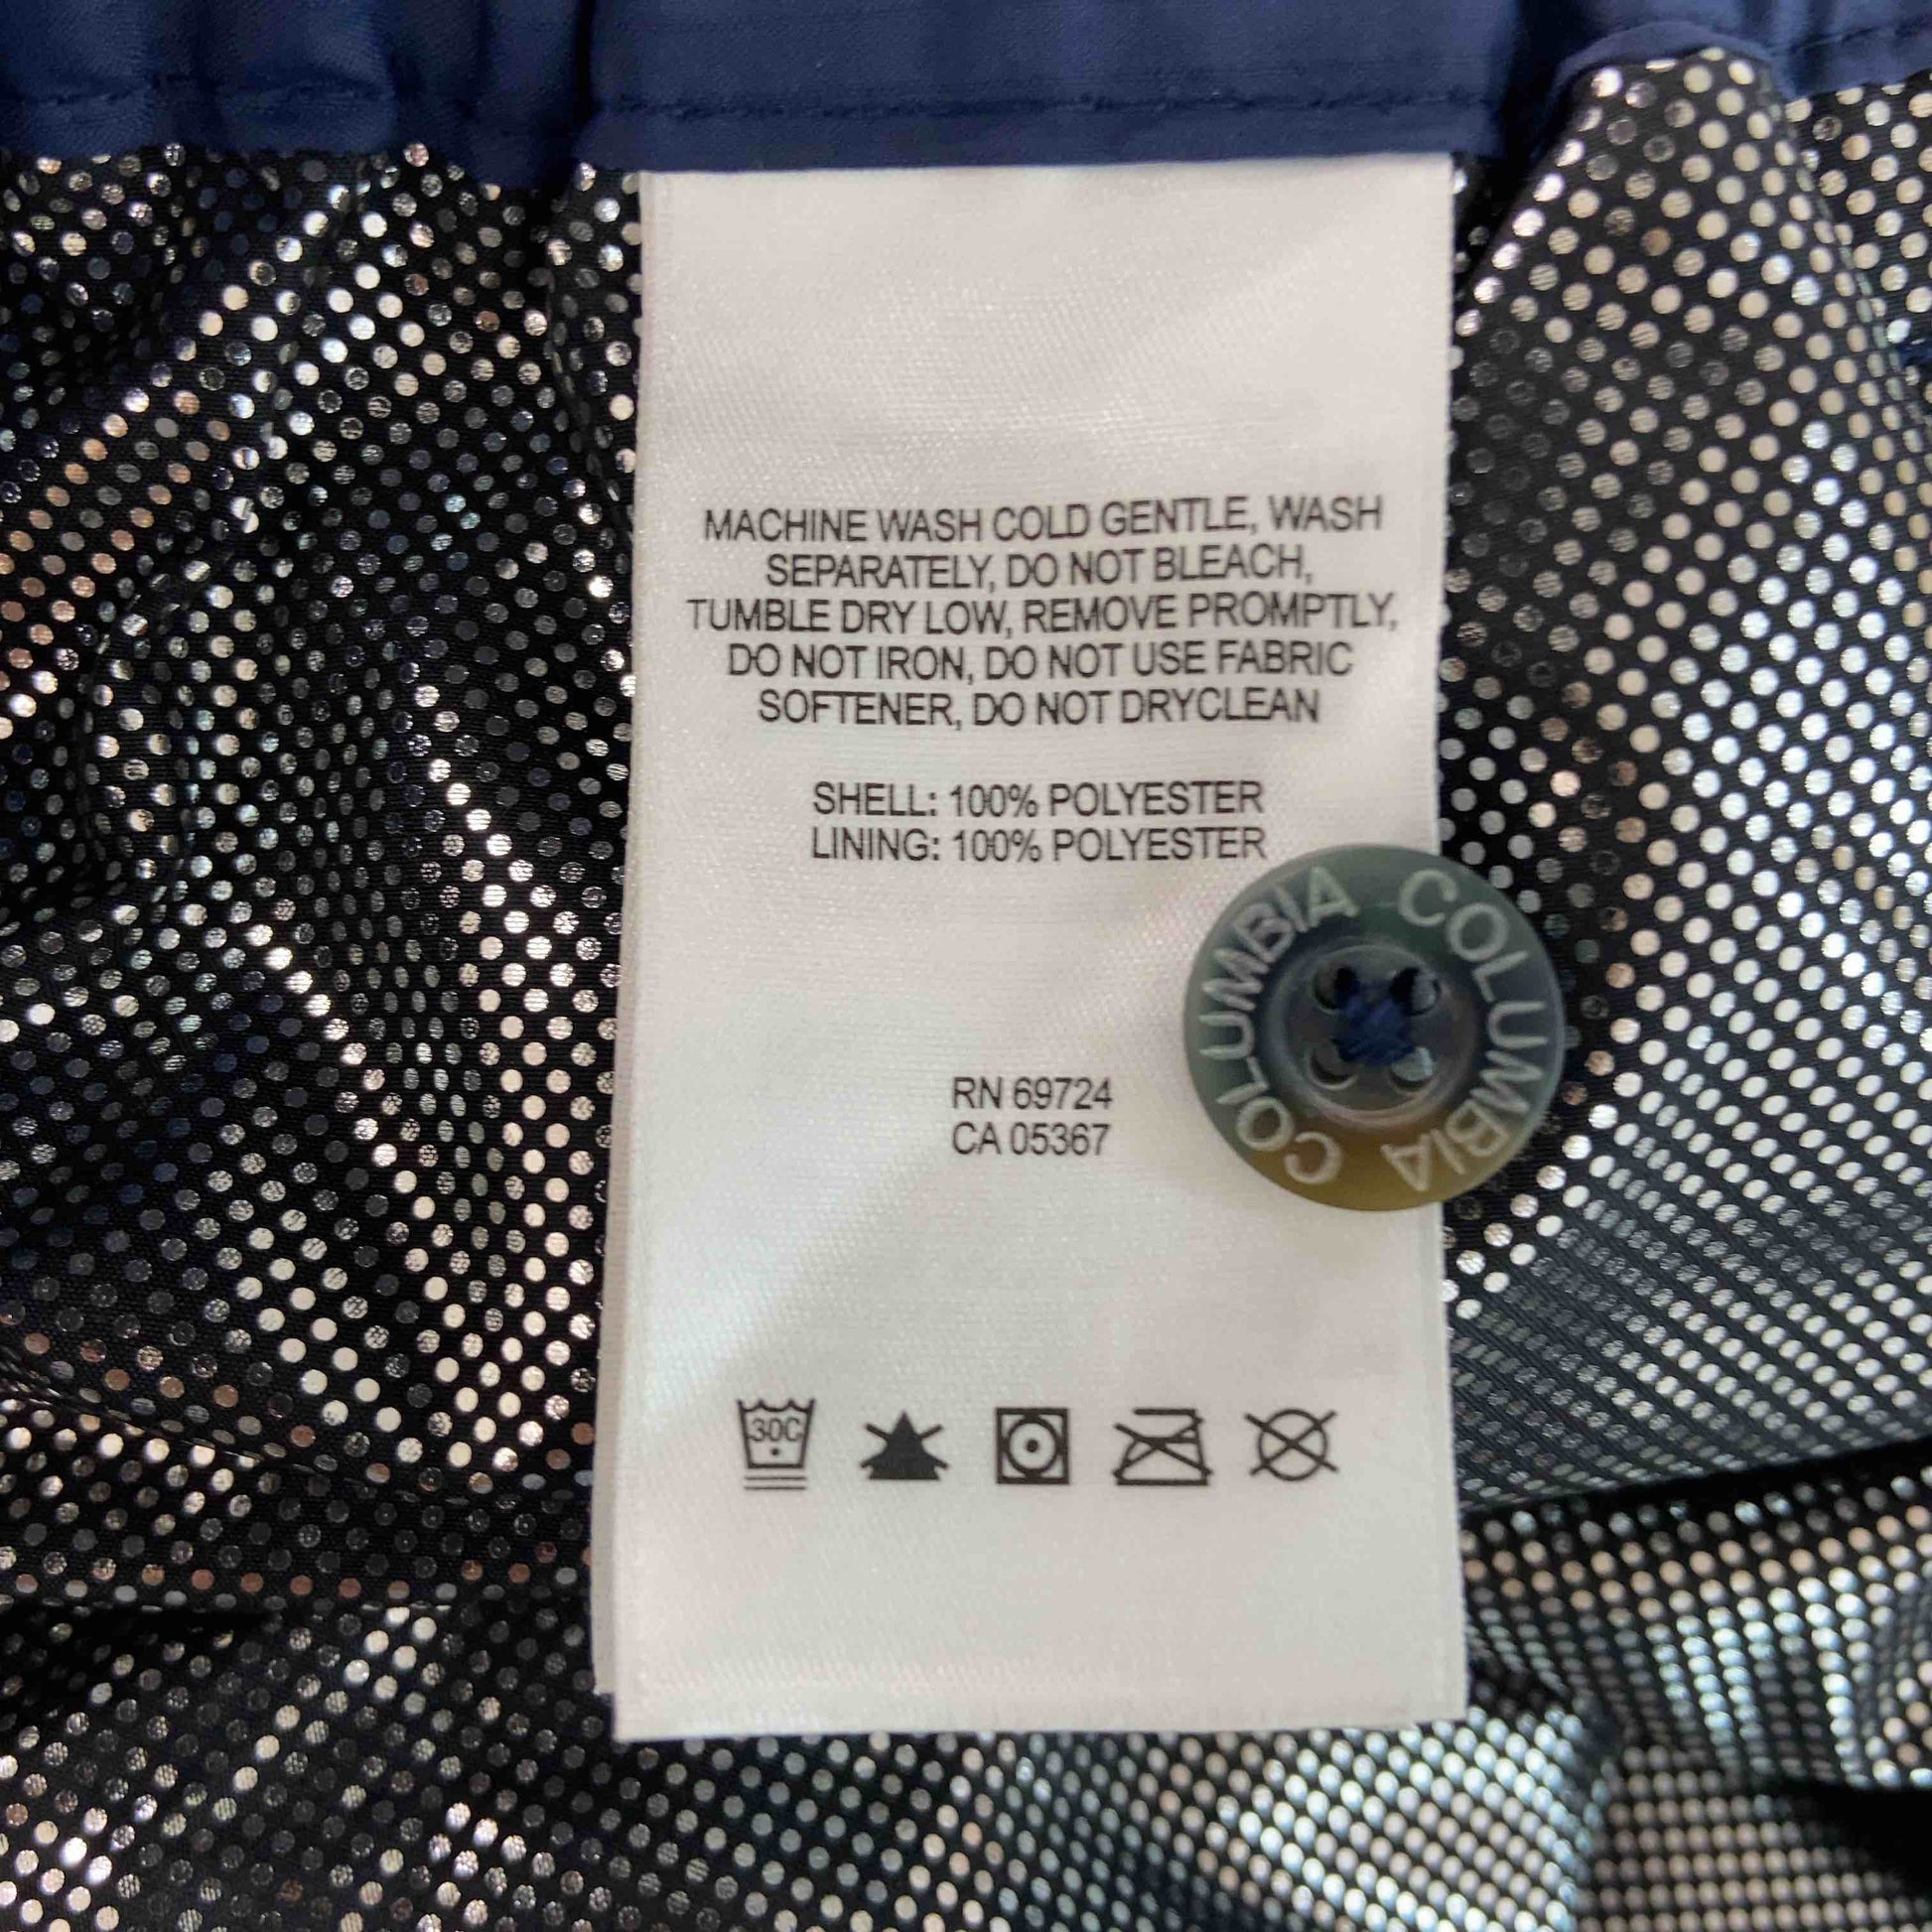 MACHINE WASH COLD GENTLE, WASH
SEPARATELY, DO NOT BLEACH,
TUMBLE DRY LOW, REMOVE PROMPTLY,
DO NOT IRON, DO NOT USE FABRIC
SOFTENER, DO NOT DRYCLEAN
SHELL: 100% POLYESTER
LINING: 100% POLYESTER
COLUMBIA COLUMBIA
RN 69724
CA 05367
30C